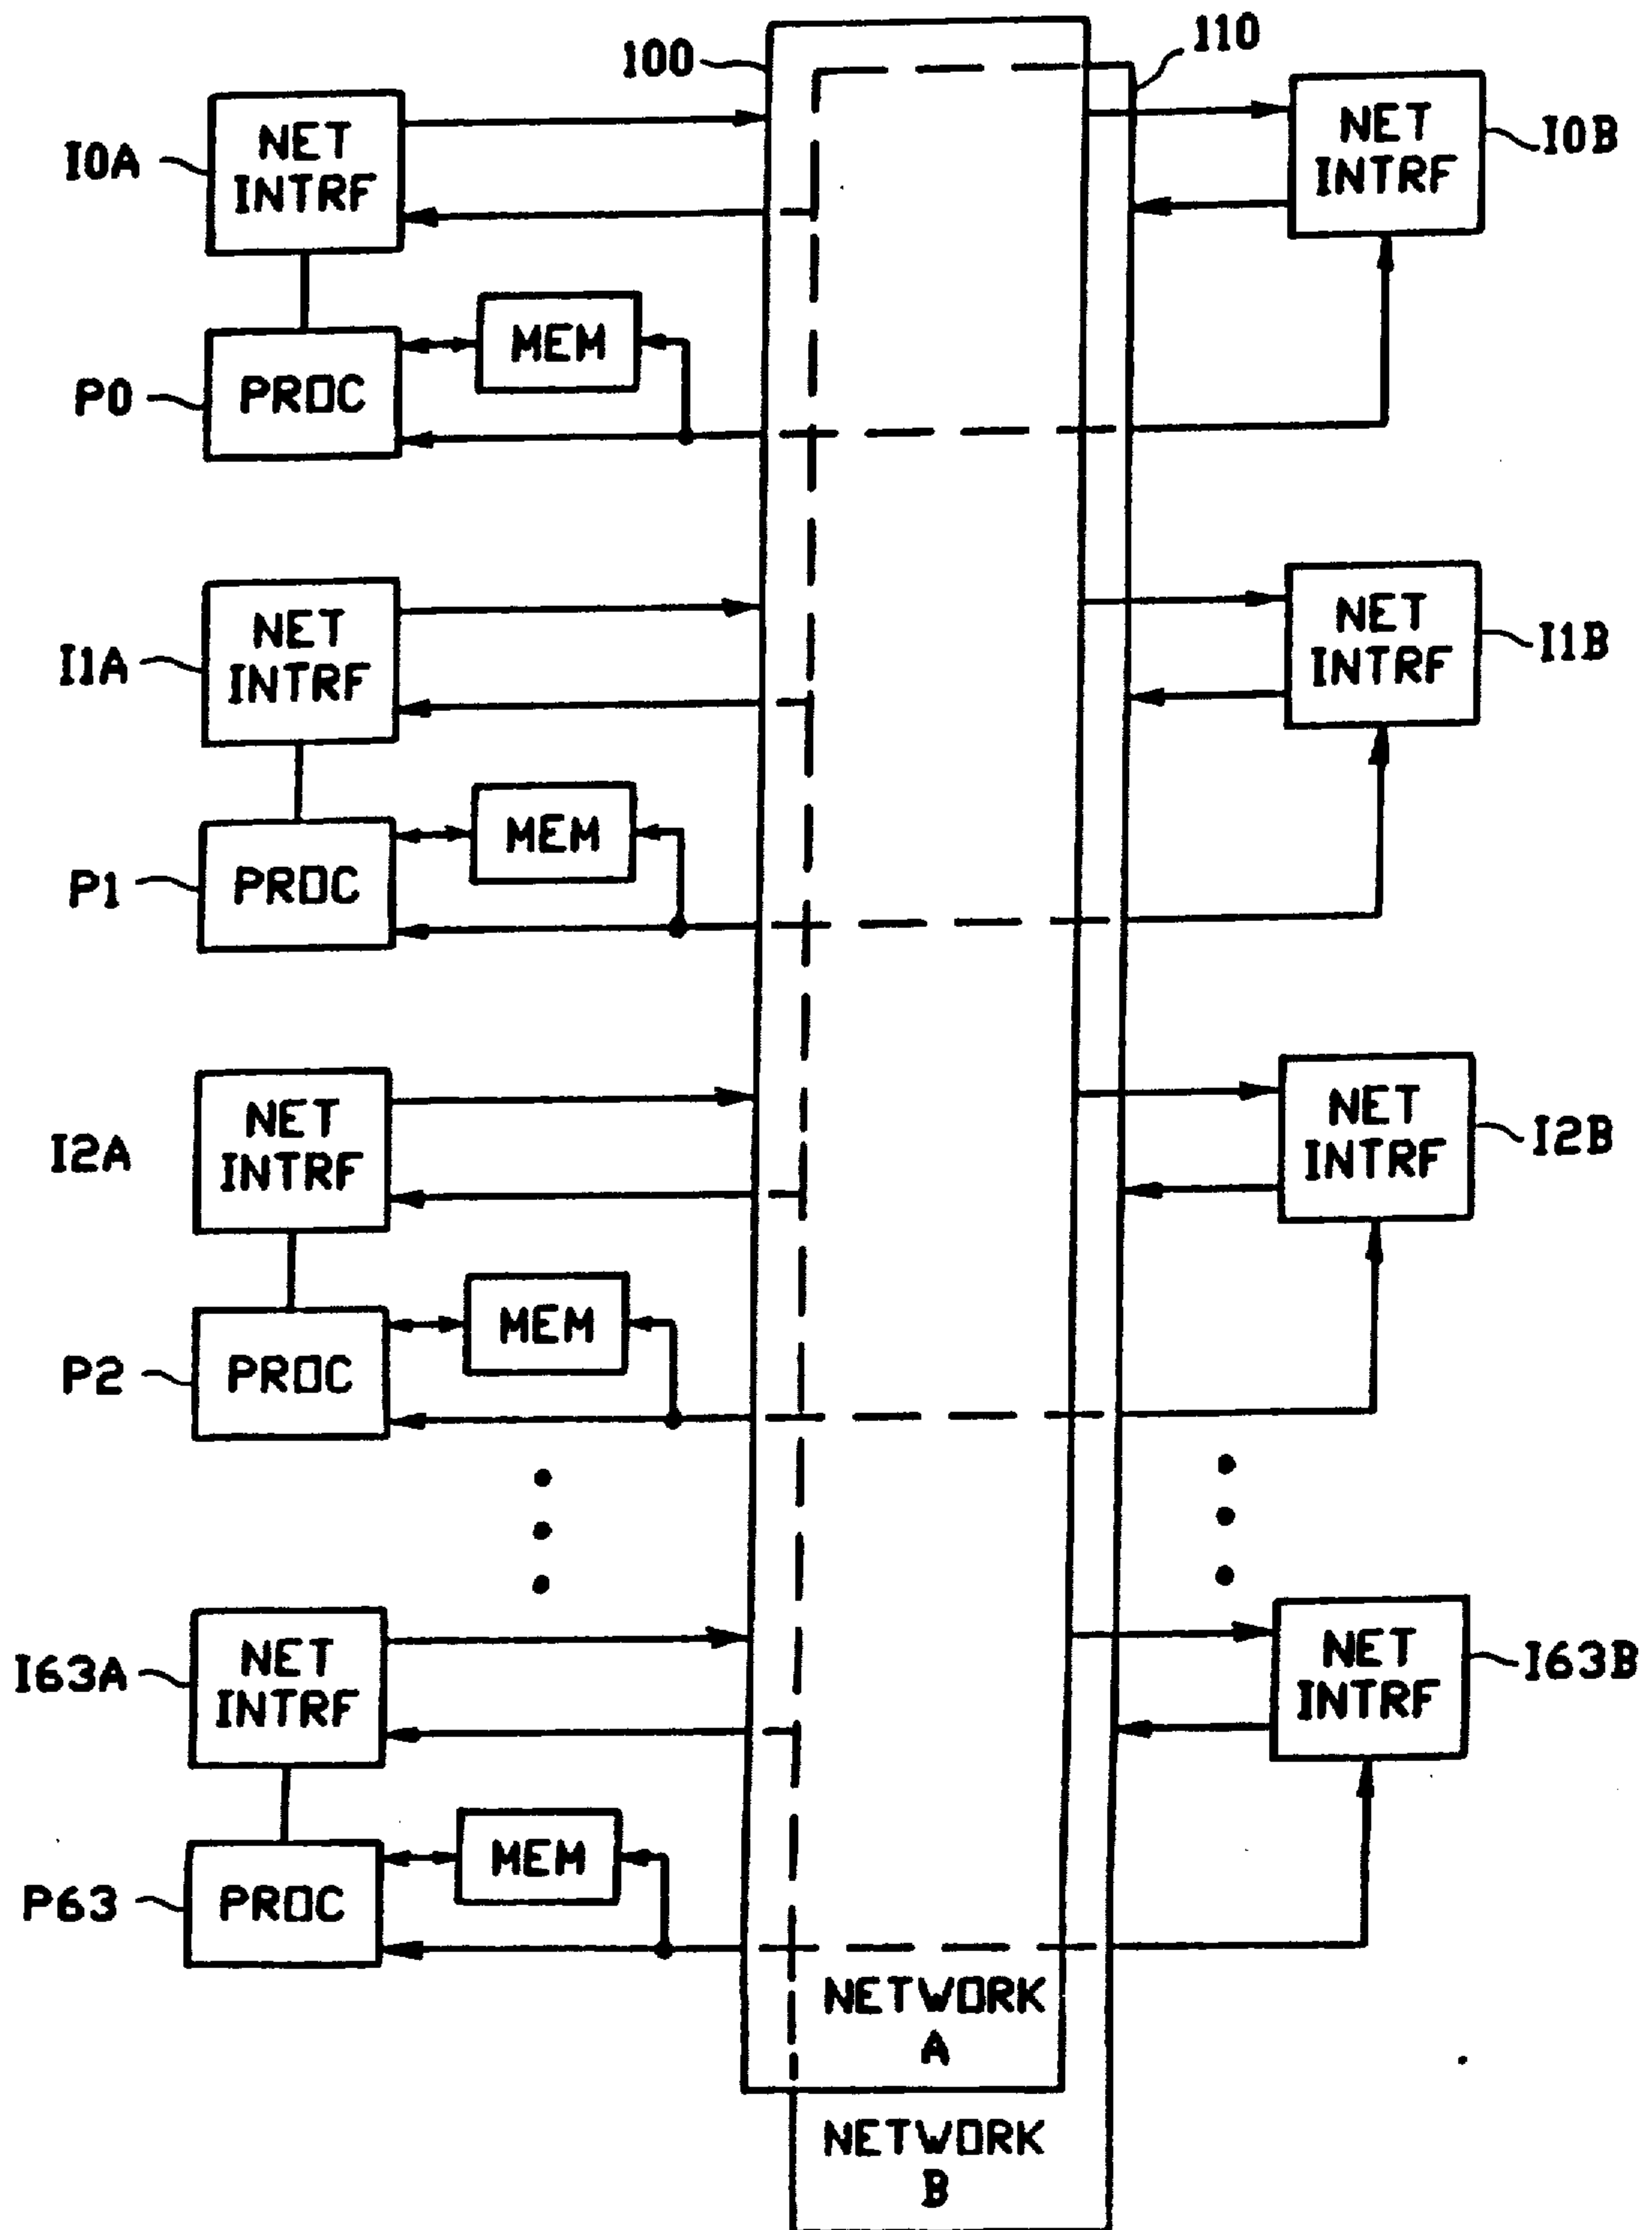 100
110
I0A
NET
INTRF
NET
INTRF
I0B
P0
PROC
MEM
I1A
NET
INTRF
NET
INTRF
I1B
P1
PROC
MEM
I2A
NET
INTRF
NET
INTRF
I2B
P2
PROC
MEM
I63A
NET
INTRF
NET
INTRF
I63B
P63
PROC
MEM
NETWORK
A
NETWORK
B